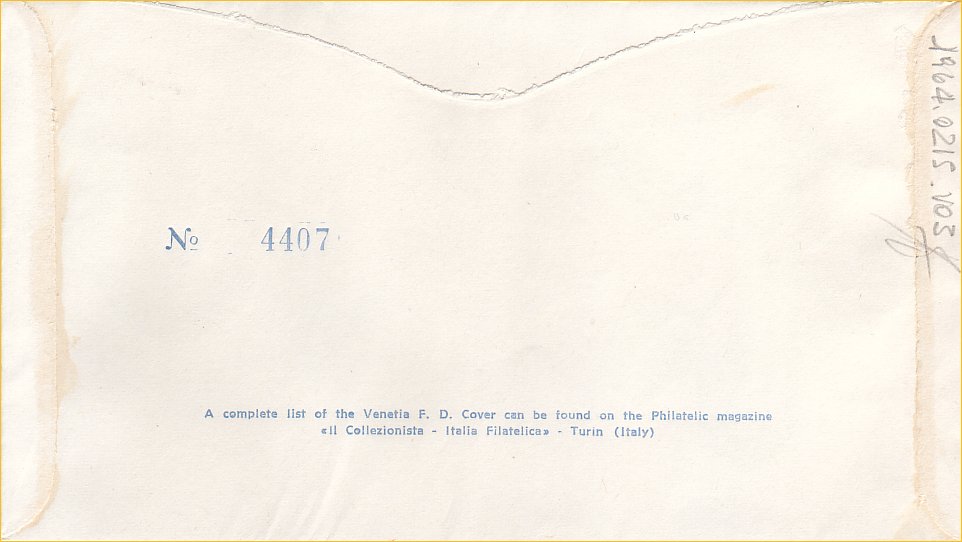 Nº 4407
A complete list of the Venetia F. D. Cover can be found on the Philatelic magazine
«Il Collezionista - Italia Filatelica» - Turin (Italy)
1964.0215.V03